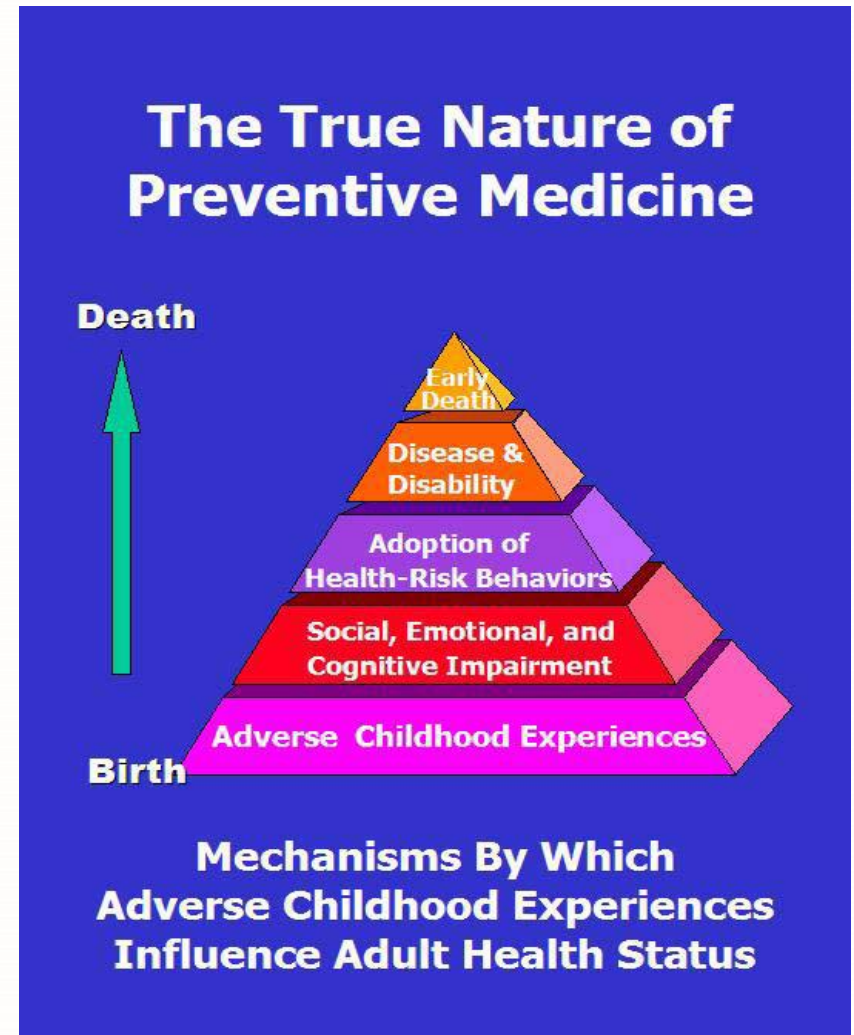 The True Nature of
Preventive Medicine
Death
Early
Death
Disease &
Disability
Adoption of
Health-Risk Behaviors
Social, Emotional, and
Cognitive Impairment
Adverse Childhood Experiences
Birth
Mechanisms By Which
Adverse Childhood Experiences
Influence Adult Health Status